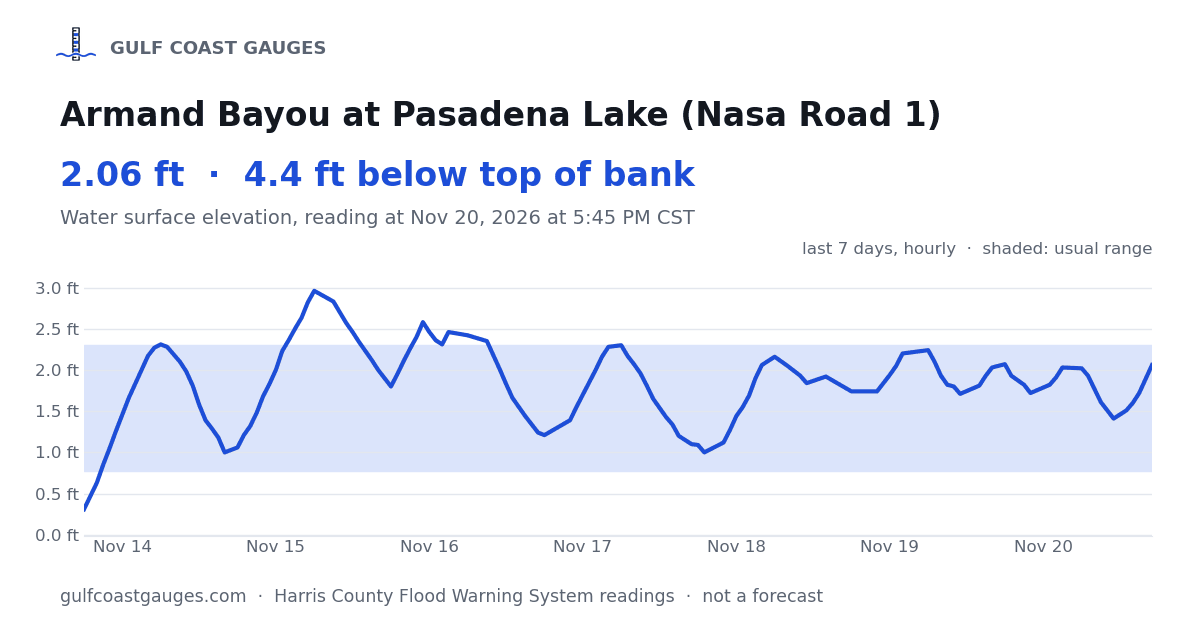 GULF COAST GAUGES
Armand Bayou at Pasadena Lake (Nasa Road 1)
2.06 ft · 4.4 ft below top of bank
Water surface elevation, reading at Nov 20, 2026 at 5:45 PM CST
last 7 days, hourly · shaded: usual range
3.0 ft
2.5 ft
2.0 ft
1.5 ft
1.0 ft
0.5 ft
0.0 ft
Nov 14 Nov 15 Nov 16 Nov 17 Nov 18 Nov 19 Nov 20
gulfcoastgauges.com · Harris County Flood Warning System readings · not a forecast